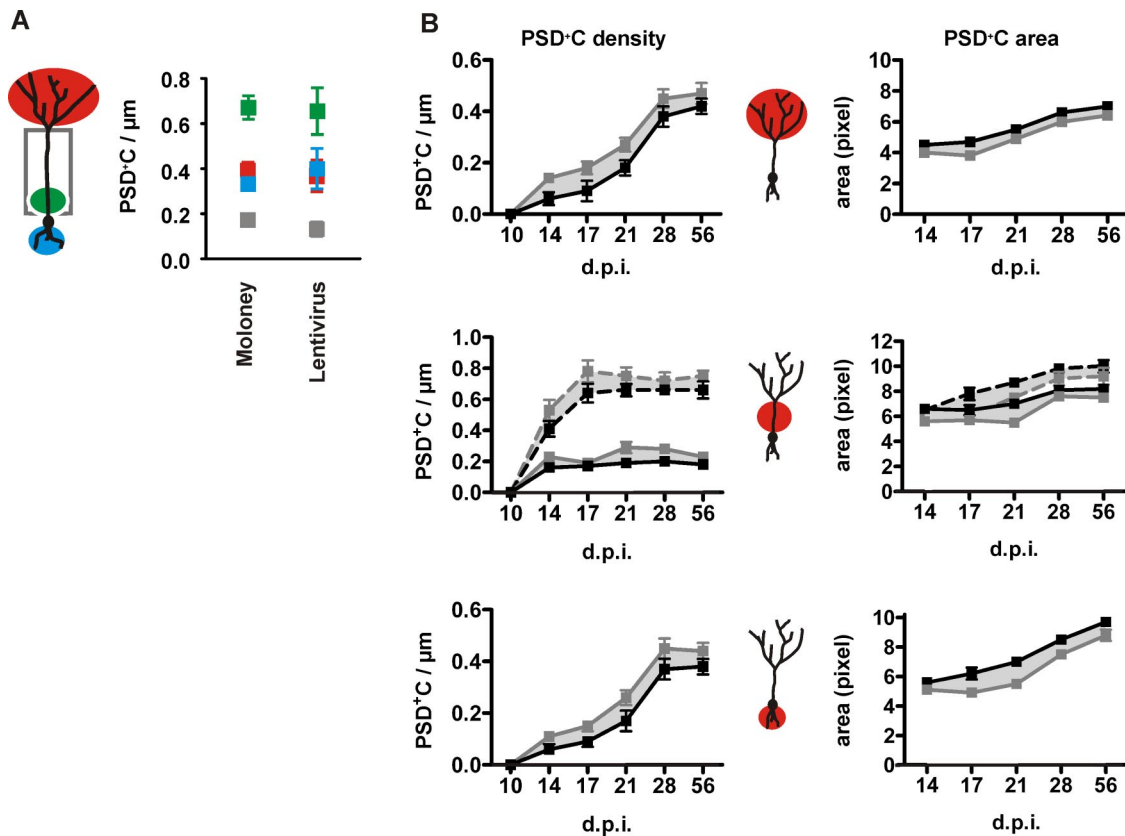 A
PSD⁺C / µm
0.8
0.6
0.4
0.2
0.0
Moloney
Lentivirus
B
PSD⁺C density
PSD⁺C area
PSD⁺C / µm
0.6
0.4
0.2
0.0
10 14 17 21 28 56
d.p.i.
area (pixel)
10
8
6
4
2
0
14 17 21 28 56
d.p.i.
PSD⁺C / µm
1.0
0.8
0.6
0.4
0.2
0.0
10 14 17 21 28 56
d.p.i.
area (pixel)
12
10
8
6
4
2
0
14 17 21 28 56
d.p.i.
PSD⁺C / µm
0.6
0.4
0.2
0.0
10 14 17 21 28 56
d.p.i.
area (pixel)
10
8
6
4
2
0
14 17 21 28 56
d.p.i.